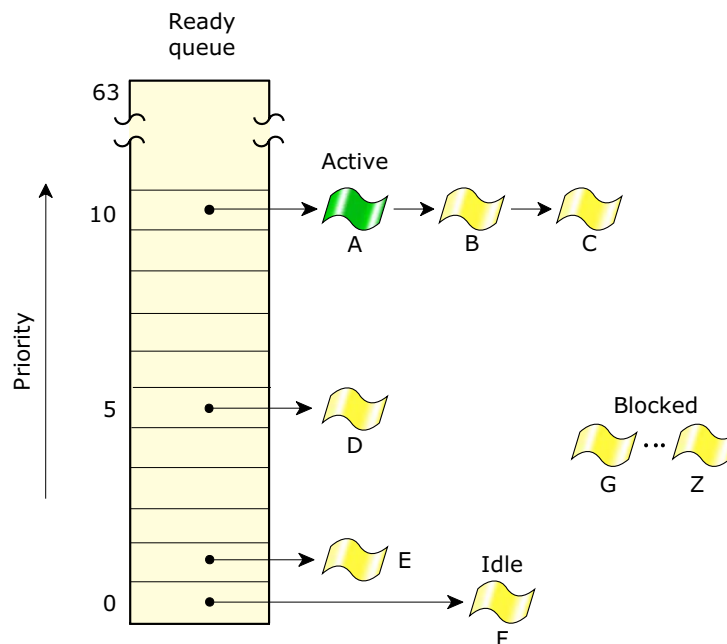 Ready
queue
63
Active
10
A
B
C
Priority
5
D
Blocked
...
G
Z
E
Idle
0
F